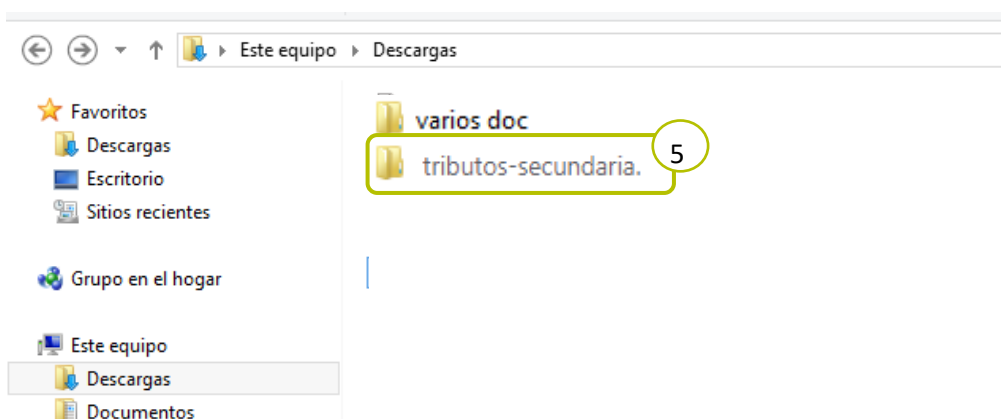 Este equipo Descargas
Favoritos
Descargas
Escritorio
Sitios recientes
Grupo en el hogar
Este equipo
Descargas
Documentos
varios doc
tributos-secundaria.
5